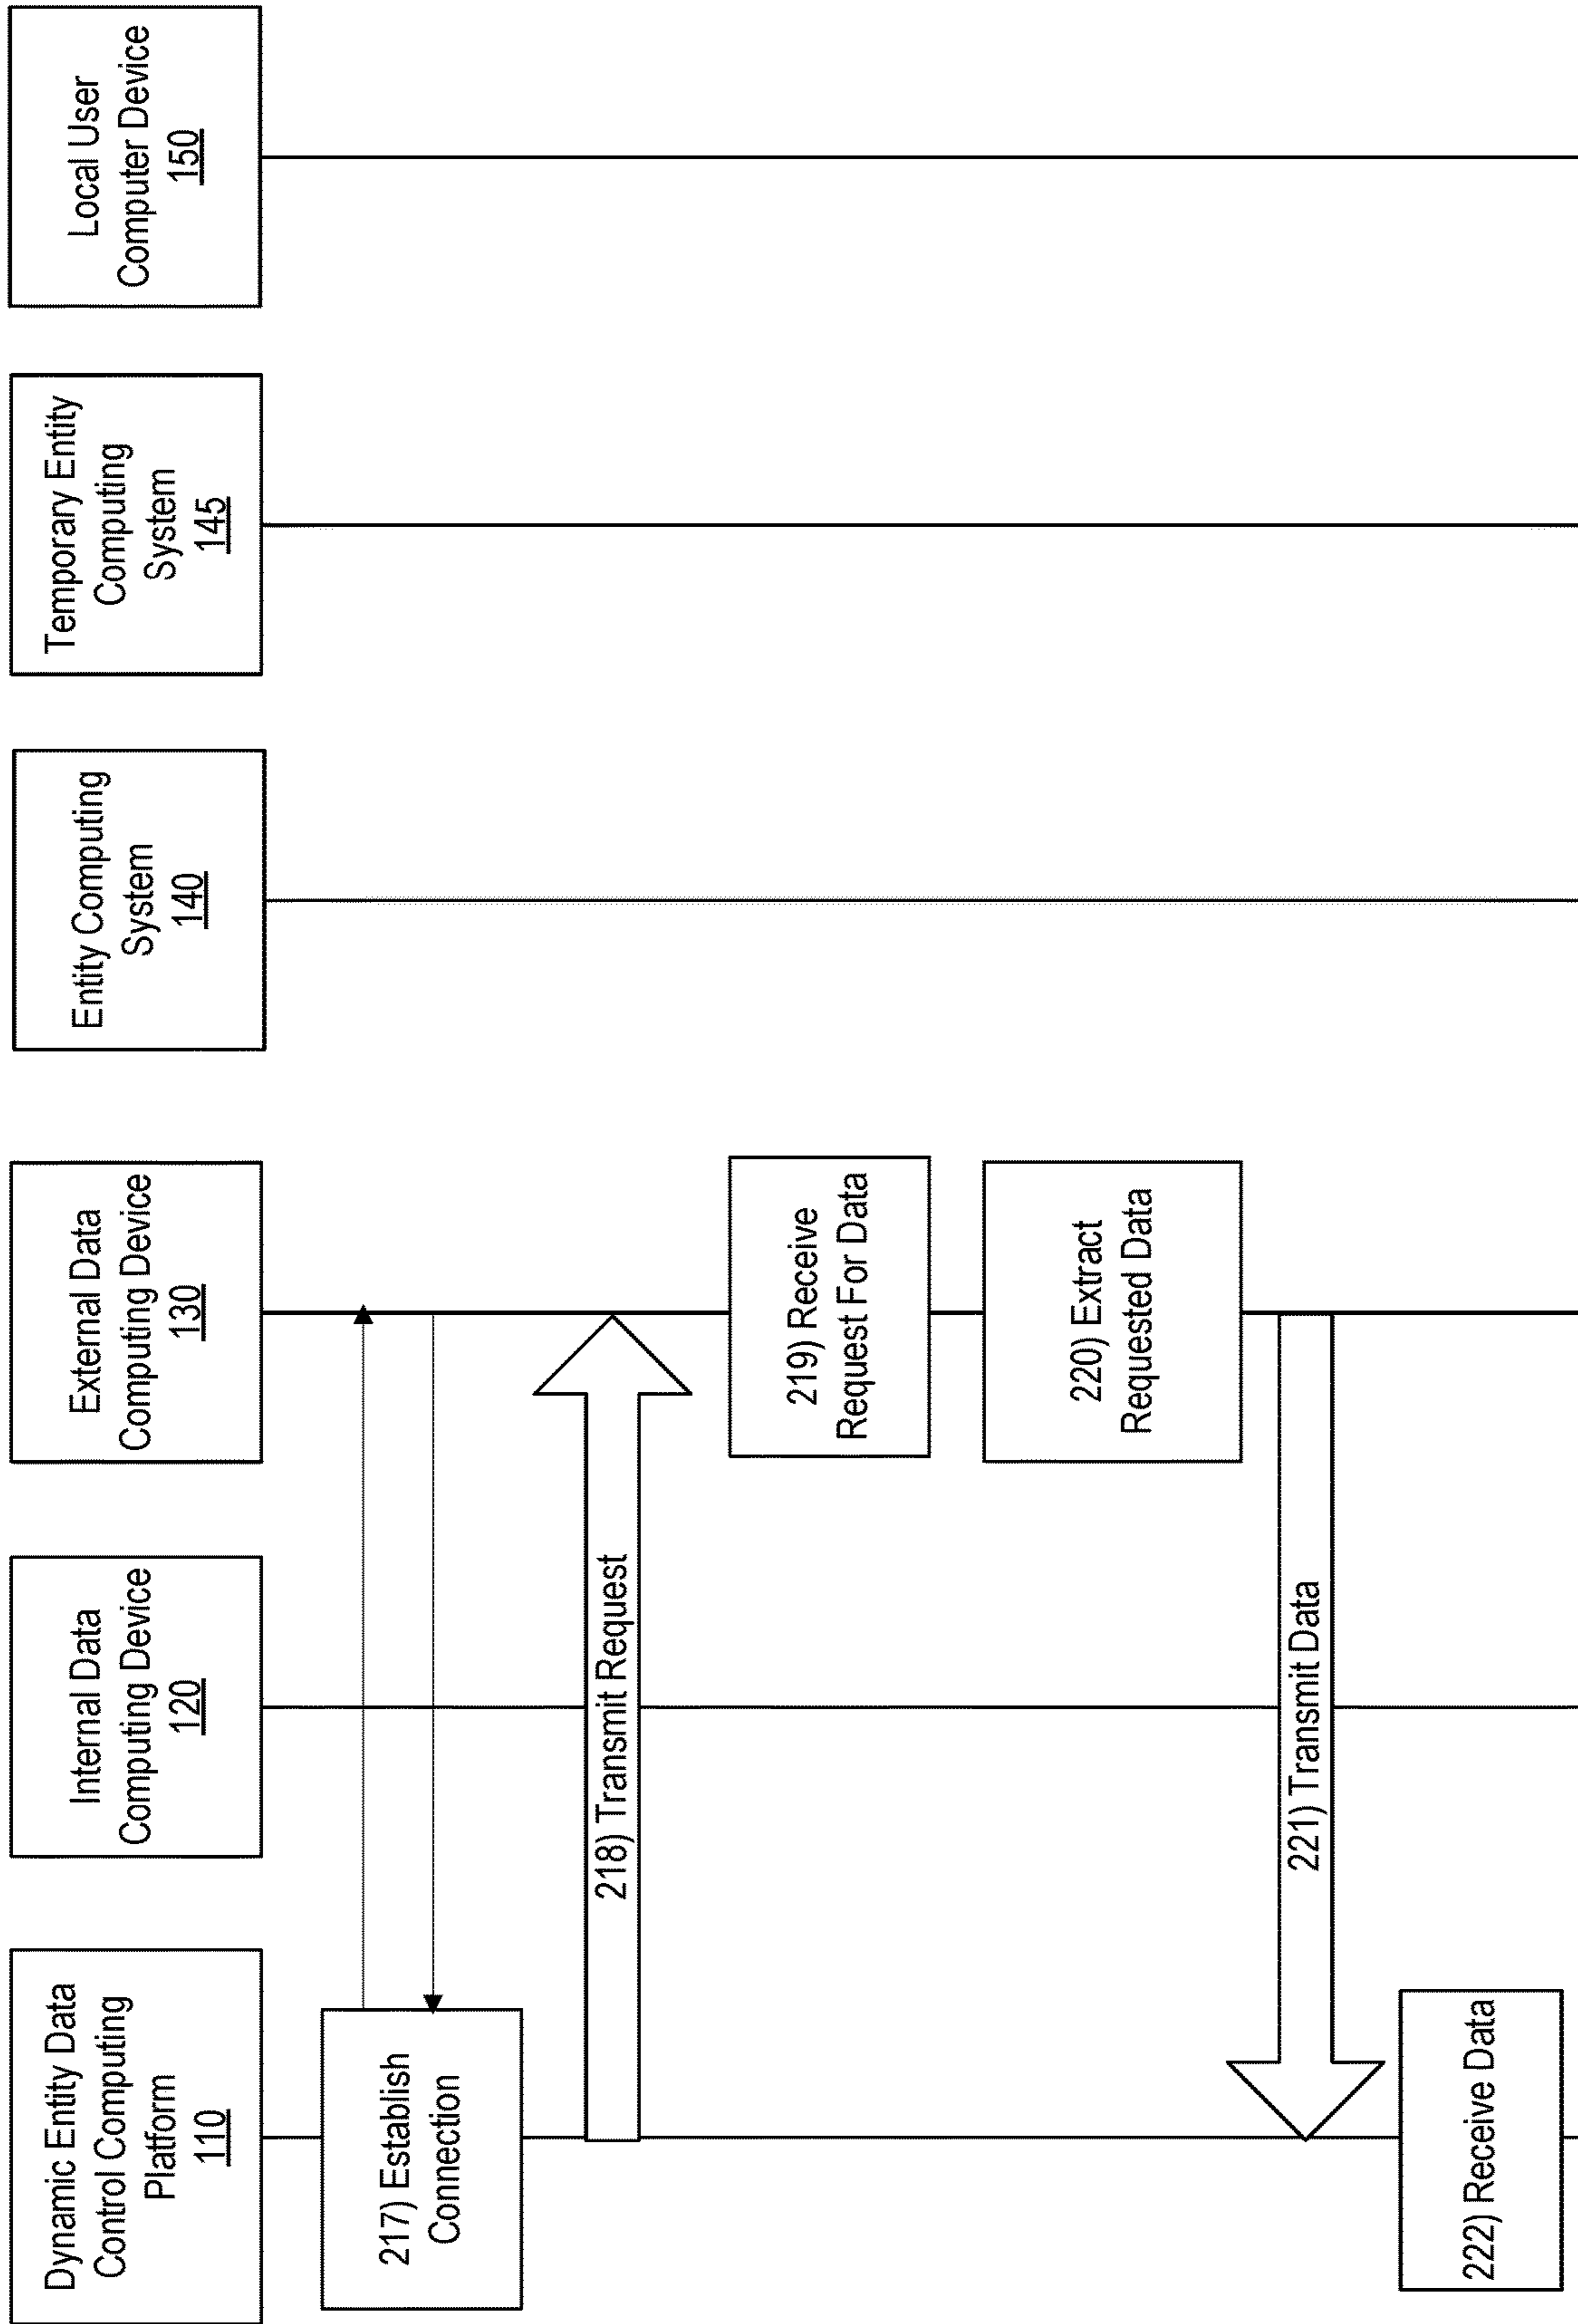 Dynamic Entity Data
Control Computing
Platform
110
Internal Data
Computing Device
120
External Data
Computing Device
130
Entity Computing
System
140
Temporary Entity
Computing
System
145
Local User
Computer Device
150
217) Establish
Connection
218) Transmit Request
219) Receive
Request For Data
220) Extract
Requested Data
221) Transmit Data
222) Receive Data